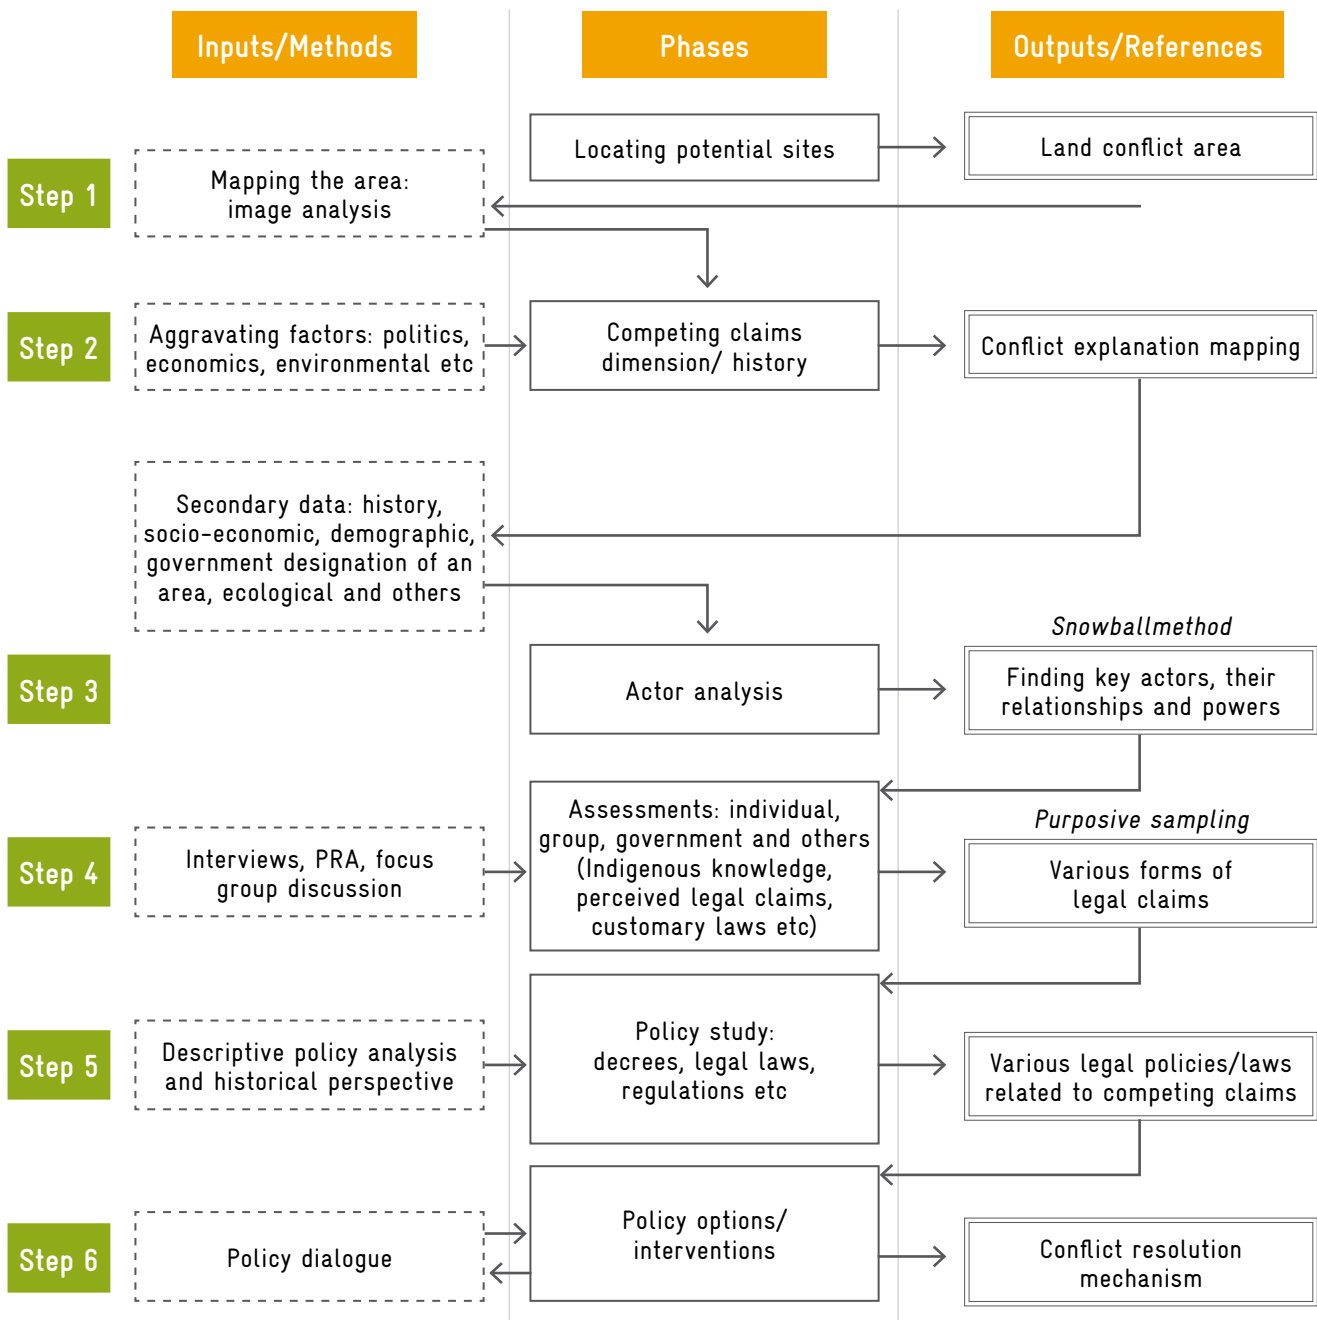 Inputs/Methods
Phases
Outputs/References
Step 1
Mapping the area:
image analysis
Locating potential sites
Land conflict area
Step 2
Aggravating factors: politics,
economics, environmental etc
Competing claims
dimension/ history
Conflict explanation mapping
Secondary data: history,
socio-economic, demographic,
government designation of an
area, ecological and others
Step 3
Actor analysis
Snowballmethod
Finding key actors, their
relationships and powers
Step 4
Interviews, PRA, focus
group discussion
Assessments: individual,
group, government and others
(Indigenous knowledge,
perceived legal claims,
customary laws etc)
Purposive sampling
Various forms of
legal claims
Step 5
Descriptive policy analysis
and historical perspective
Policy study:
decrees, legal laws,
regulations etc
Various legal policies/laws
related to competing claims
Step 6
Policy dialogue
Policy options/
interventions
Conflict resolution
mechanism